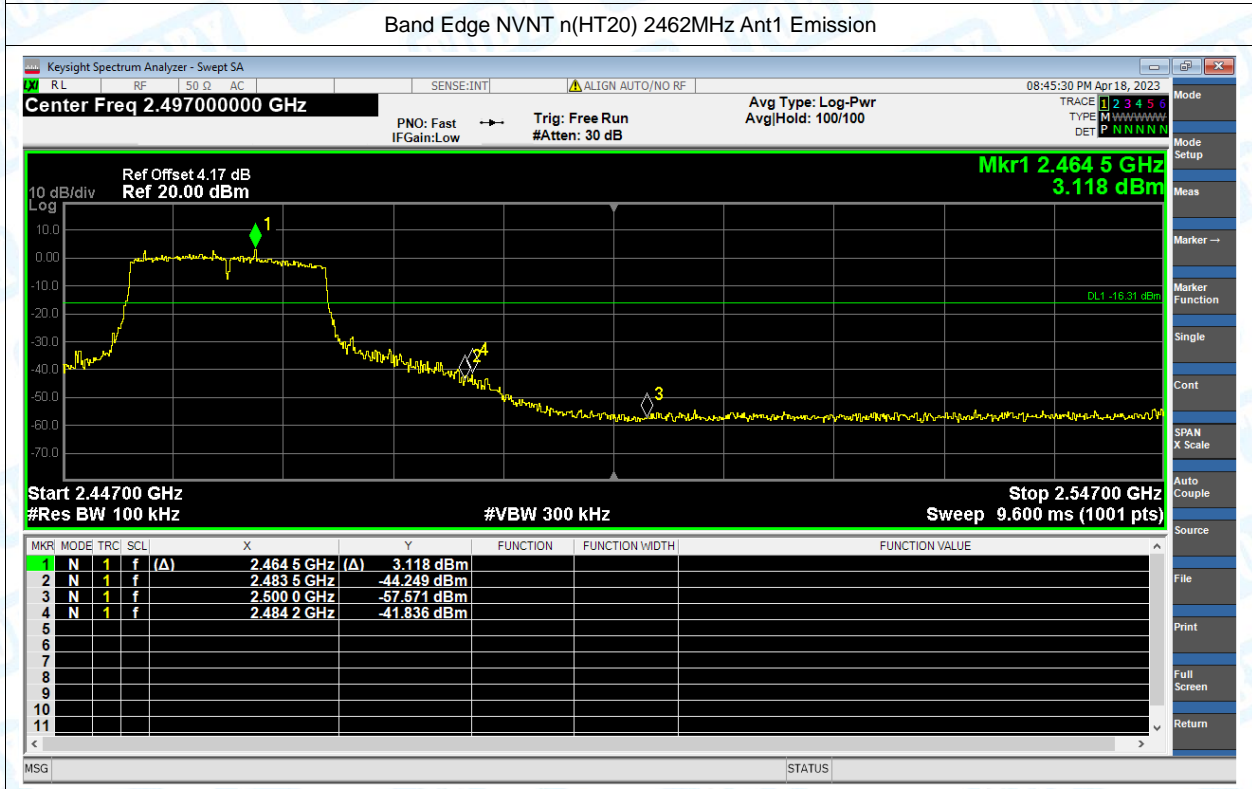 Band Edge NVNT n(HT20) 2462MHz Ant1 Emission
Keysight Spectrum Analyzer - Swept SA
LXI RL RF 50 Ω AC SENSE:INT ALIGN AUTO/NO RF 08:45:30 PM Apr 18, 2023
Center Freq 2.497000000 GHz
PNO: Fast
IFGain:Low
Trig: Free Run
#Atten: 30 dB
Avg Type: Log-Pwr
Avg|Hold: 100/100
TRACE 1 2 3 4 5 6
TYPE M WWWWW
DET P N N N N N
Mkr1 2.464 5 GHz
3.118 dBm
Ref Offset 4.17 dB
10 dB/div Ref 20.00 dBm
Log
10.0
0.00
-10.0
-20.0
-30.0
-40.0
-50.0
-60.0
-70.0
1
2
4
3
DL1 -16.31 dBm
Start 2.44700 GHz
Stop 2.54700 GHz
#Res BW 100 kHz
#VBW 300 kHz
Sweep 9.600 ms (1001 pts)
MKR MODE TRC SCL X Y FUNCTION FUNCTION WIDTH FUNCTION VALUE
1 N 1 f (Δ) 2.464 5 GHz (Δ) 3.118 dBm
2 N 1 f 2.483 5 GHz -44.249 dBm
3 N 1 f 2.500 0 GHz -57.571 dBm
4 N 1 f 2.484 2 GHz -41.836 dBm
5
6
7
8
9
10
11
MSG STATUS
Mode
Mode Setup
Meas
Marker→
Marker Function
Single
Cont
SPAN X Scale
Auto Couple
Source
File
Print
Full Screen
Return